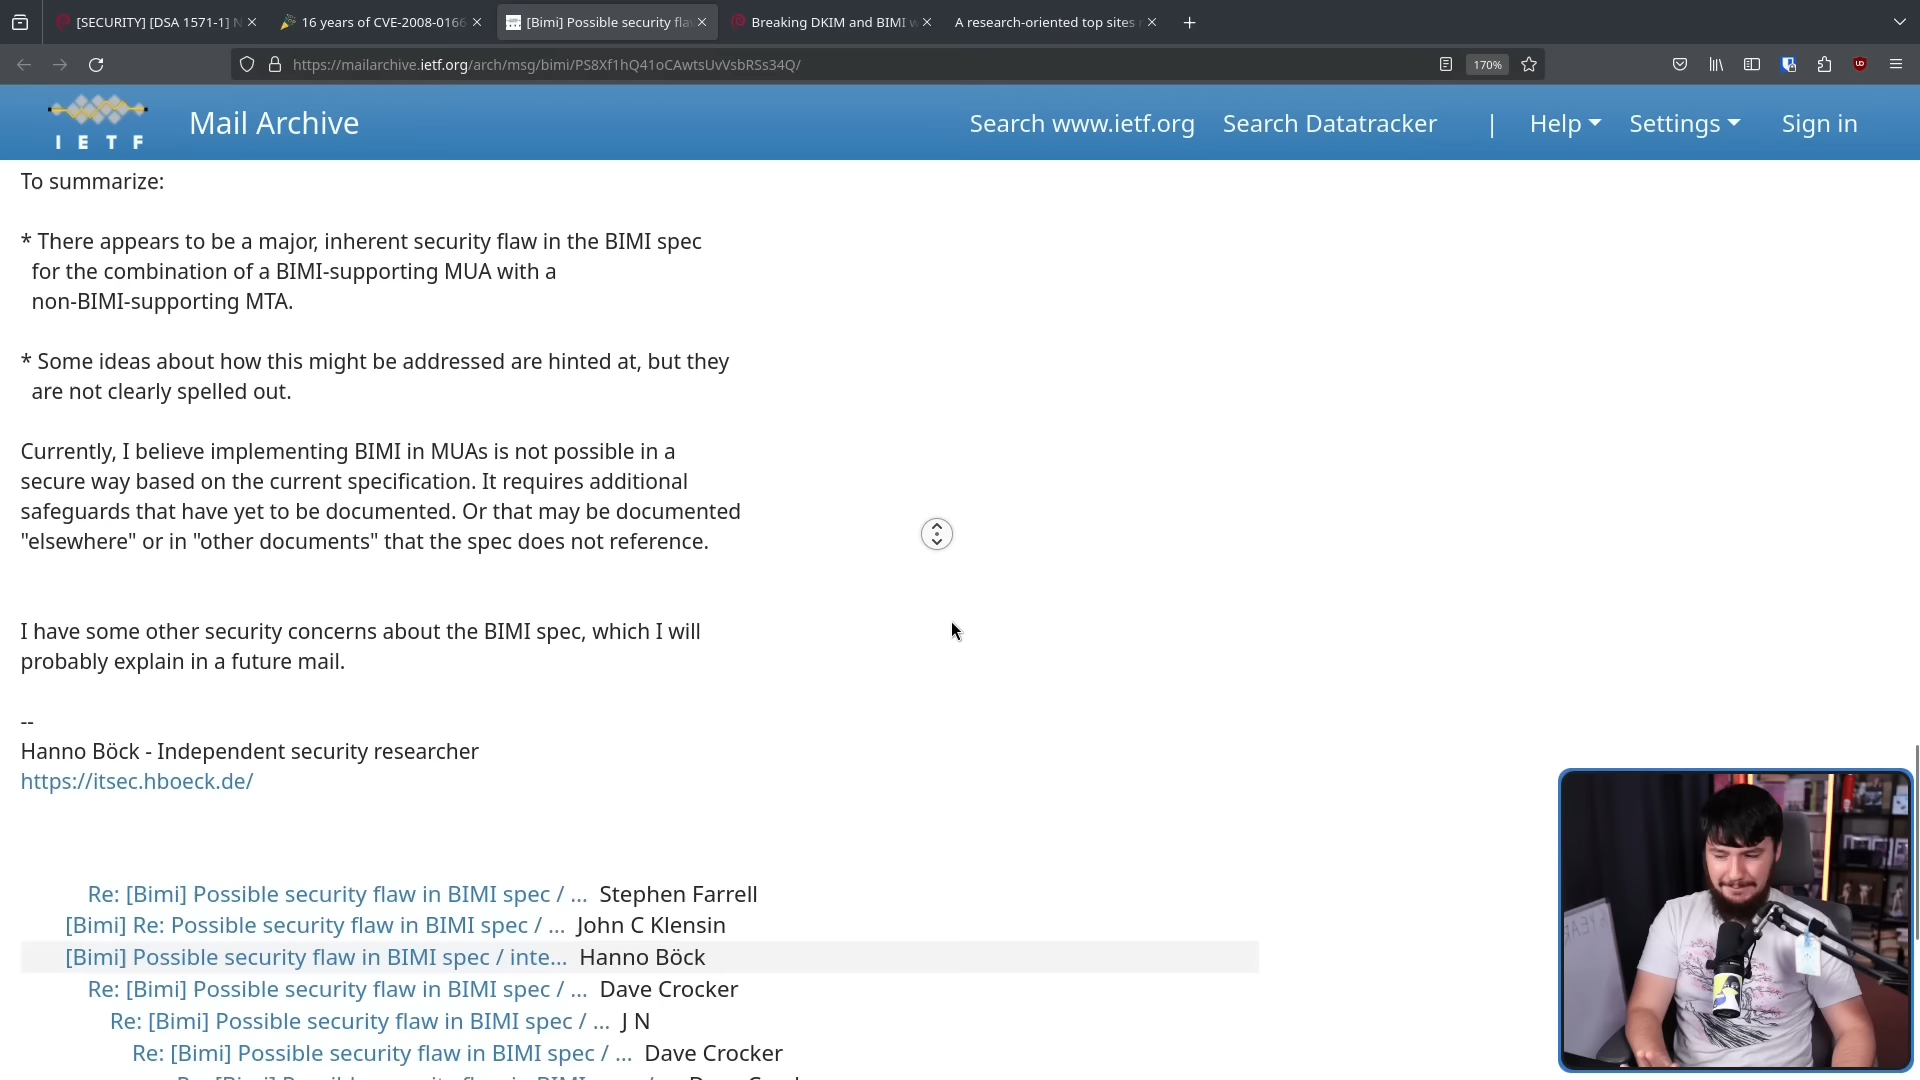 [SECURITY] [DSA 1571-1] N
16 years of CVE-2008-0166
[Bimi] Possible security fla
Breaking DKIM and BIMI w
A research-oriented top sites
https://mailarchive.ietf.org/arch/msg/bimi/PS8Xf1hQ41oCAwtsUvVsbRSs34Q/
170%
IETF
Mail Archive
Search www.ietf.org
Search Datatracker
|
Help
Settings
Sign in
To summarize:
* There appears to be a major, inherent security flaw in the BIMI spec
for the combination of a BIMI-supporting MUA with a
non-BIMI-supporting MTA.
* Some ideas about how this might be addressed are hinted at, but they
are not clearly spelled out.
Currently, I believe implementing BIMI in MUAs is not possible in a
secure way based on the current specification. It requires additional
safeguards that have yet to be documented. Or that may be documented
"elsewhere" or in "other documents" that the spec does not reference.
I have some other security concerns about the BIMI spec, which I will
probably explain in a future mail.
--
Hanno Böck - Independent security researcher
https://itsec.hboeck.de/
Re: [Bimi] Possible security flaw in BIMI spec / ... Stephen Farrell
[Bimi] Re: Possible security flaw in BIMI spec / ... John C Klensin
[Bimi] Possible security flaw in BIMI spec / inte... Hanno Böck
Re: [Bimi] Possible security flaw in BIMI spec / ... Dave Crocker
Re: [Bimi] Possible security flaw in BIMI spec / ... J N
Re: [Bimi] Possible security flaw in BIMI spec / ... Dave Crocker